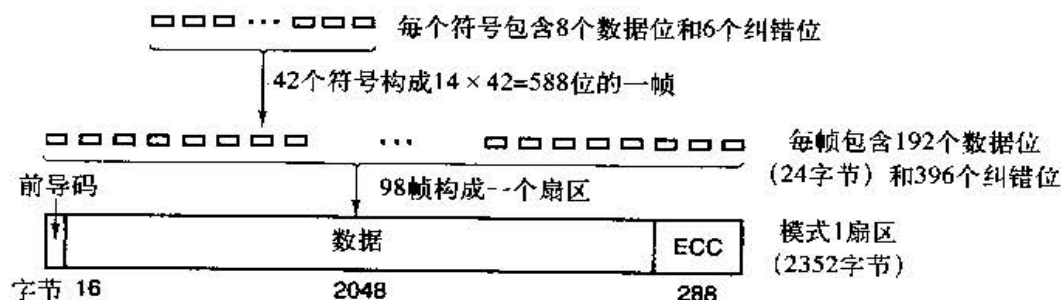 每个符号包含8个数据位和6个纠错位
42个符号构成14×42=588位的一帧
每帧包含192个数据位
(24字节)和396个纠错位
前导码
98帧构成--个扇区
数据
ECC
模式1扇区
(2352字节)
字节 16 2048 288